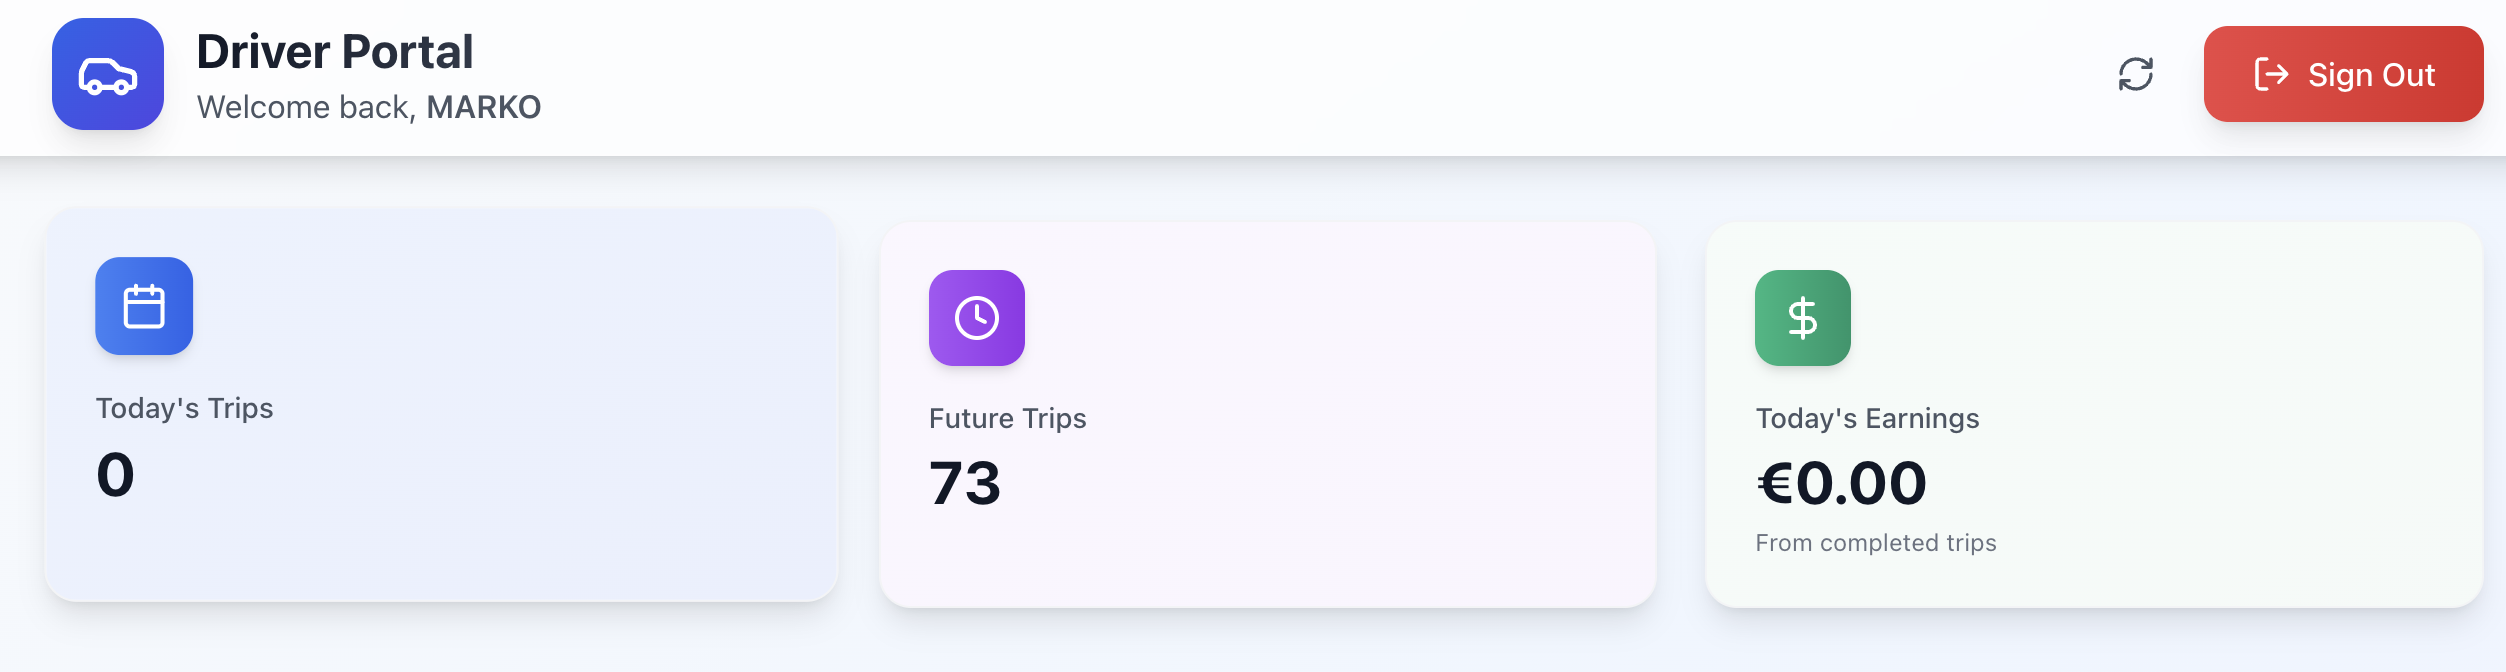 Driver Portal
Welcome back, MARKO
Sign Out
Today's Trips
0
Future Trips
73
Today's Earnings
€0.00
From completed trips